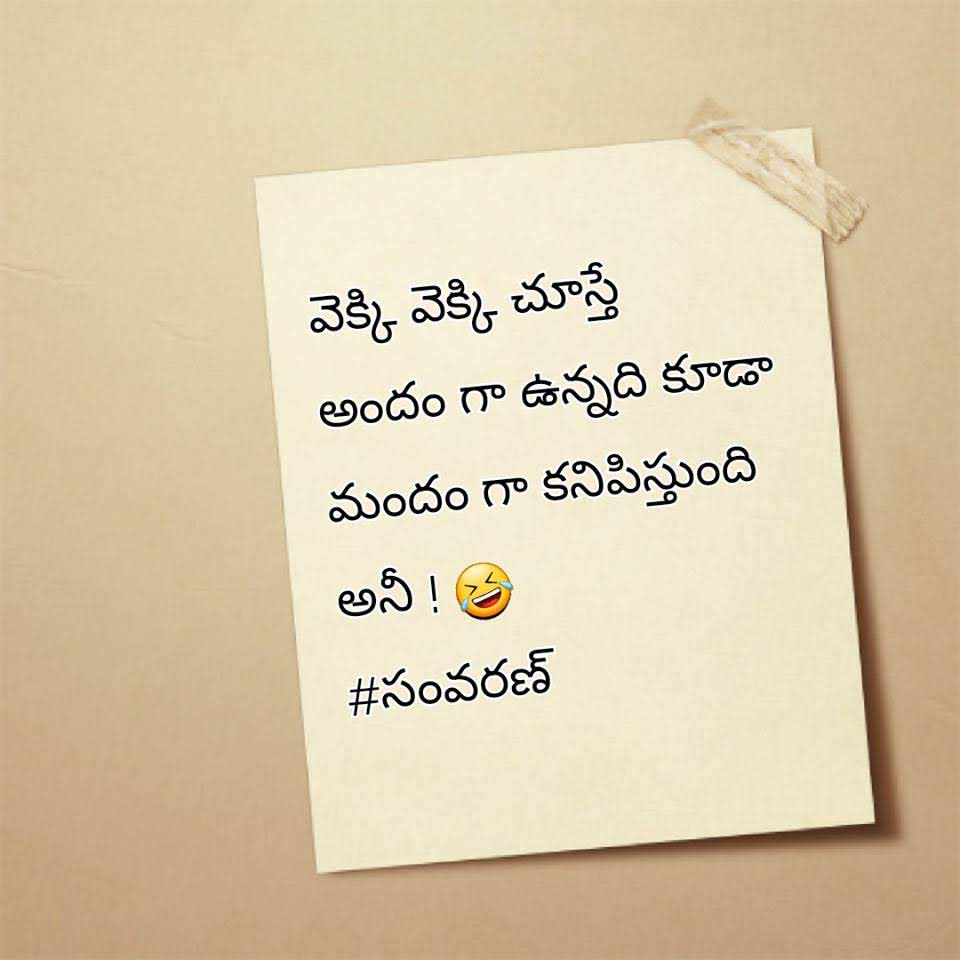 వెక్కి వెక్కి చూస్తే
అందం గా ఉన్నది కూడా
మందం గా కనిపిస్తుంది
అనీ ! 🤣
#సంవరణ్